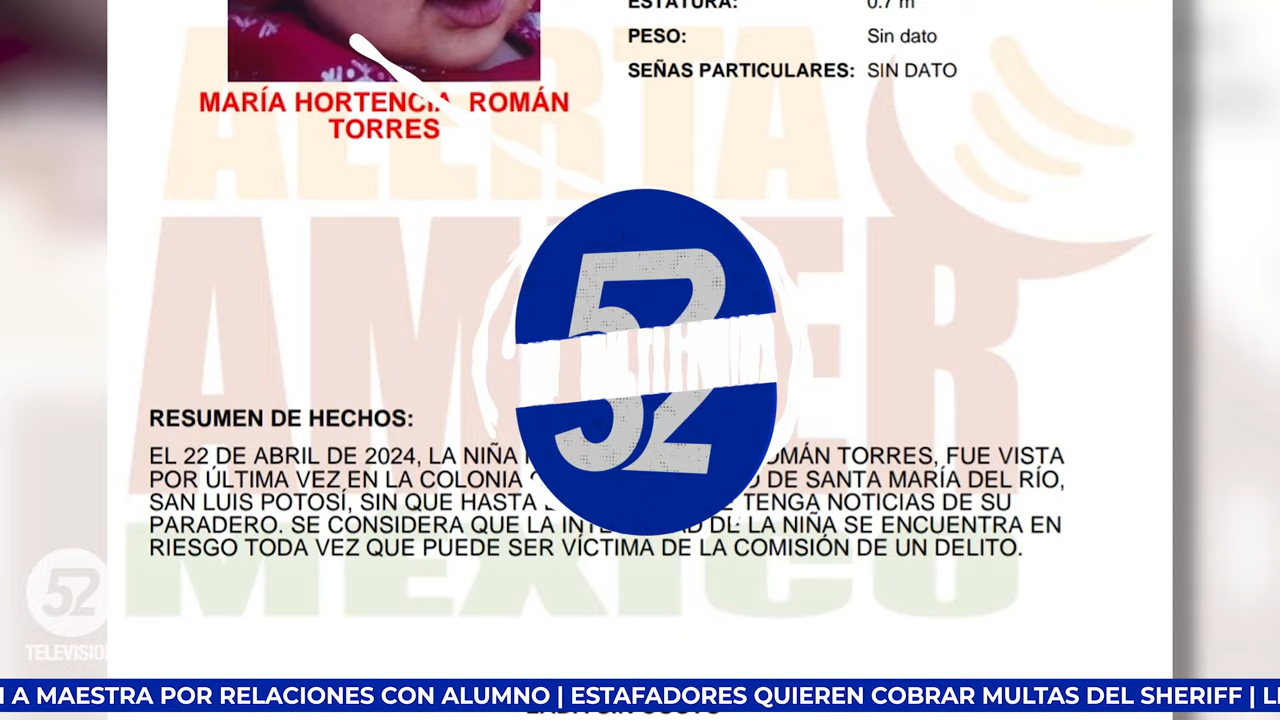 ESTATURA: 0.7 m
PESO: Sin dato
SEÑAS PARTICULARES: SIN DATO
MARÍA HORTENCIA ROMÁN
TORRES
ALERTA
AMBER
MÉXICO
52
RESUMEN DE HECHOS:
EL 22 DE ABRIL DE 2024, LA NIÑA ROMÁN TORRES, FUE VISTA
POR ÚLTIMA VEZ EN LA COLONIA DE SANTA MARÍA DEL RÍO,
SAN LUIS POTOSÍ, SIN QUE HASTA TENGA NOTICIAS DE SU
PARADERO. SE CONSIDERA QUE LA DE LA NIÑA SE ENCUENTRA EN
RIESGO TODA VEZ QUE PUEDE SER VÍCTIMA DE LA COMISIÓN DE UN DELITO.
52
TELEVISIÓN
A MAESTRA POR RELACIONES CON ALUMNO | ESTAFADORES QUIEREN COBRAR MULTAS DEL SHERIFF |